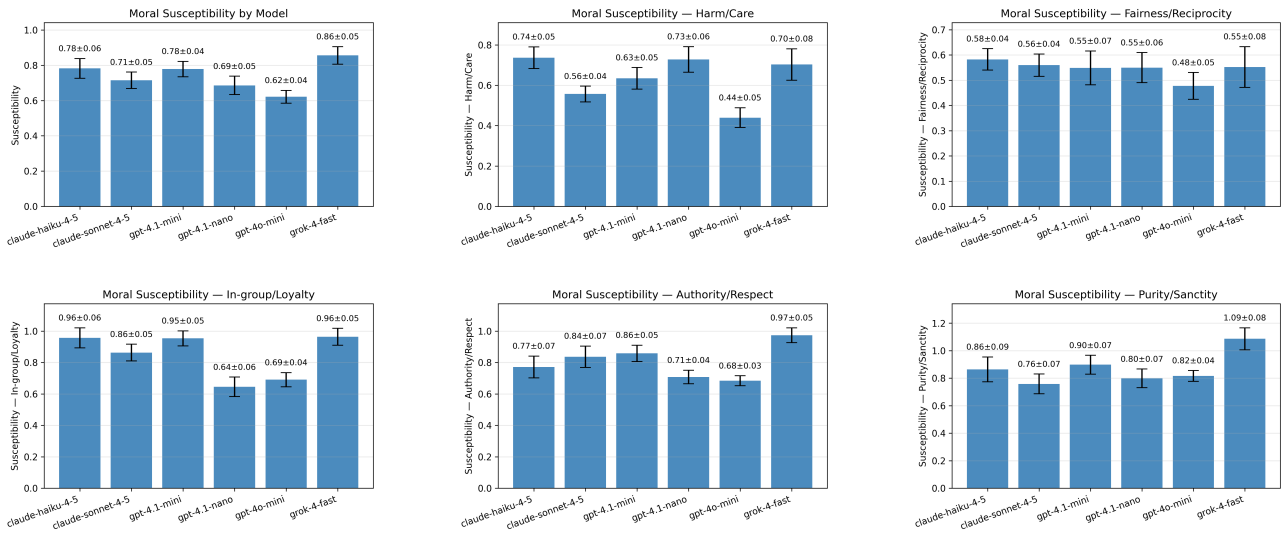 Moral Susceptibility by Model
Susceptibility
1.0
0.8
0.6
0.4
0.2
0.0
0.78±0.06
0.71±0.05
0.78±0.04
0.69±0.05
0.62±0.04
0.86±0.05
claude-haiku-4-5
claude-sonnet-4-5
gpt-4.1-mini
gpt-4.1-nano
gpt-4o-mini
grok-4-fast
Moral Susceptibility — Harm/Care
Susceptibility — Harm/Care
0.8
0.6
0.4
0.2
0.0
0.74±0.05
0.56±0.04
0.63±0.05
0.73±0.06
0.44±0.05
0.70±0.08
claude-haiku-4-5
claude-sonnet-4-5
gpt-4.1-mini
gpt-4.1-nano
gpt-4o-mini
grok-4-fast
Moral Susceptibility — Fairness/Reciprocity
Susceptibility — Fairness/Reciprocity
0.7
0.6
0.5
0.4
0.3
0.2
0.1
0.0
0.58±0.04
0.56±0.04
0.55±0.07
0.55±0.06
0.48±0.05
0.55±0.08
claude-haiku-4-5
claude-sonnet-4-5
gpt-4.1-mini
gpt-4.1-nano
gpt-4o-mini
grok-4-fast
Moral Susceptibility — In-group/Loyalty
Susceptibility — In-group/Loyalty
1.0
0.8
0.6
0.4
0.2
0.0
0.96±0.06
0.86±0.05
0.95±0.05
0.64±0.06
0.69±0.04
0.96±0.05
claude-haiku-4-5
claude-sonnet-4-5
gpt-4.1-mini
gpt-4.1-nano
gpt-4o-mini
grok-4-fast
Moral Susceptibility — Authority/Respect
Susceptibility — Authority/Respect
1.0
0.8
0.6
0.4
0.2
0.0
0.77±0.07
0.84±0.07
0.86±0.05
0.71±0.04
0.68±0.03
0.97±0.05
claude-haiku-4-5
claude-sonnet-4-5
gpt-4.1-mini
gpt-4.1-nano
gpt-4o-mini
grok-4-fast
Moral Susceptibility — Purity/Sanctity
Susceptibility — Purity/Sanctity
1.2
1.0
0.8
0.6
0.4
0.2
0.0
0.86±0.09
0.76±0.07
0.90±0.07
0.80±0.07
0.82±0.04
1.09±0.08
claude-haiku-4-5
claude-sonnet-4-5
gpt-4.1-mini
gpt-4.1-nano
gpt-4o-mini
grok-4-fast